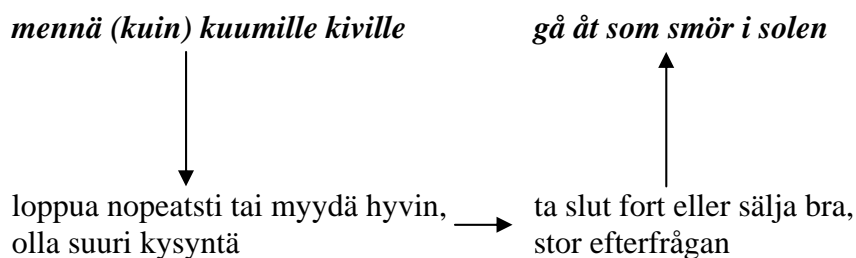 mennä (kuin) kuumille kiville
gå åt som smör i solen
loppua nopeatsti tai myydä hyvin,
olla suuri kysyntä
ta slut fort eller sälja bra,
stor efterfrågan